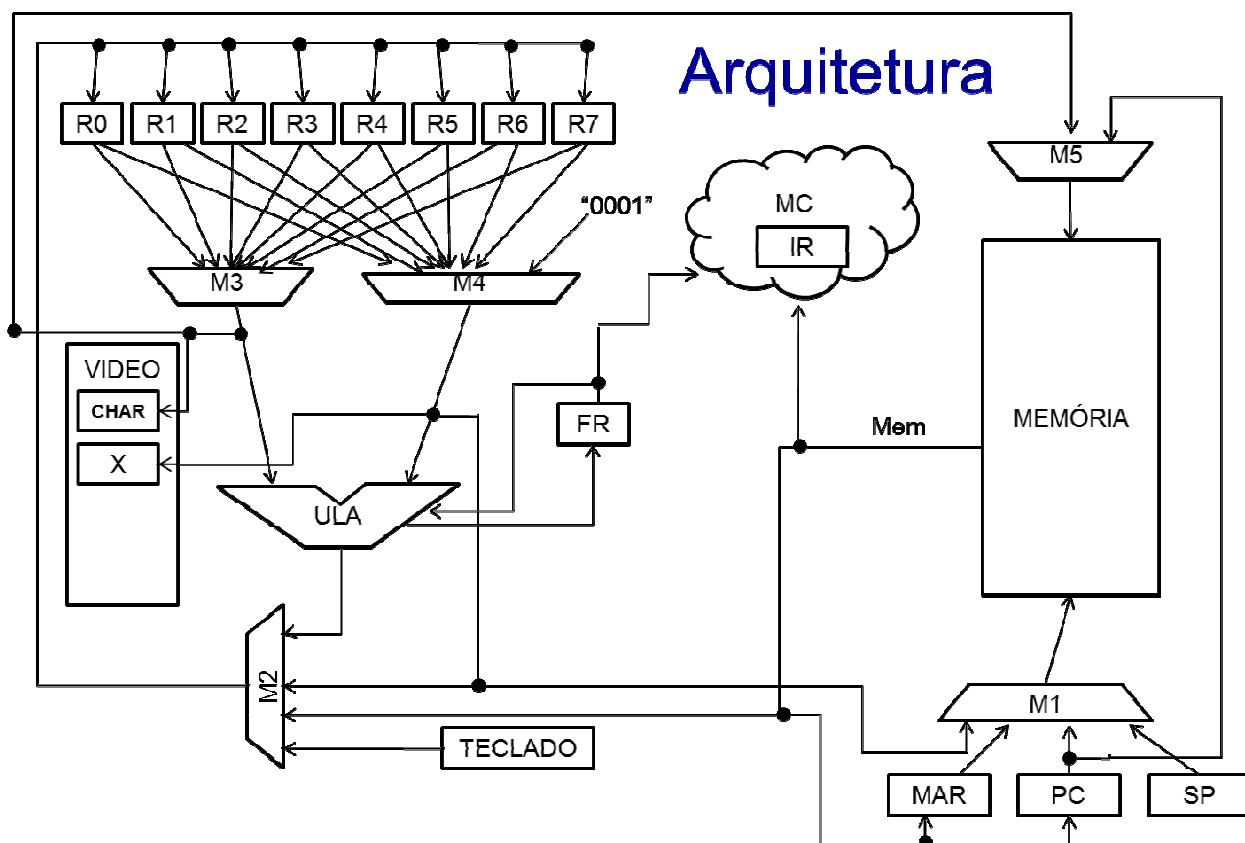 Arquitetura
R0 R1 R2 R3 R4 R5 R6 R7
M5
"0001"
MC
IR
M3 M4
VIDEO
CHAR
X
FR
Mem
MEMÓRIA
ULA
M2
M1
TECLADO
MAR PC SP